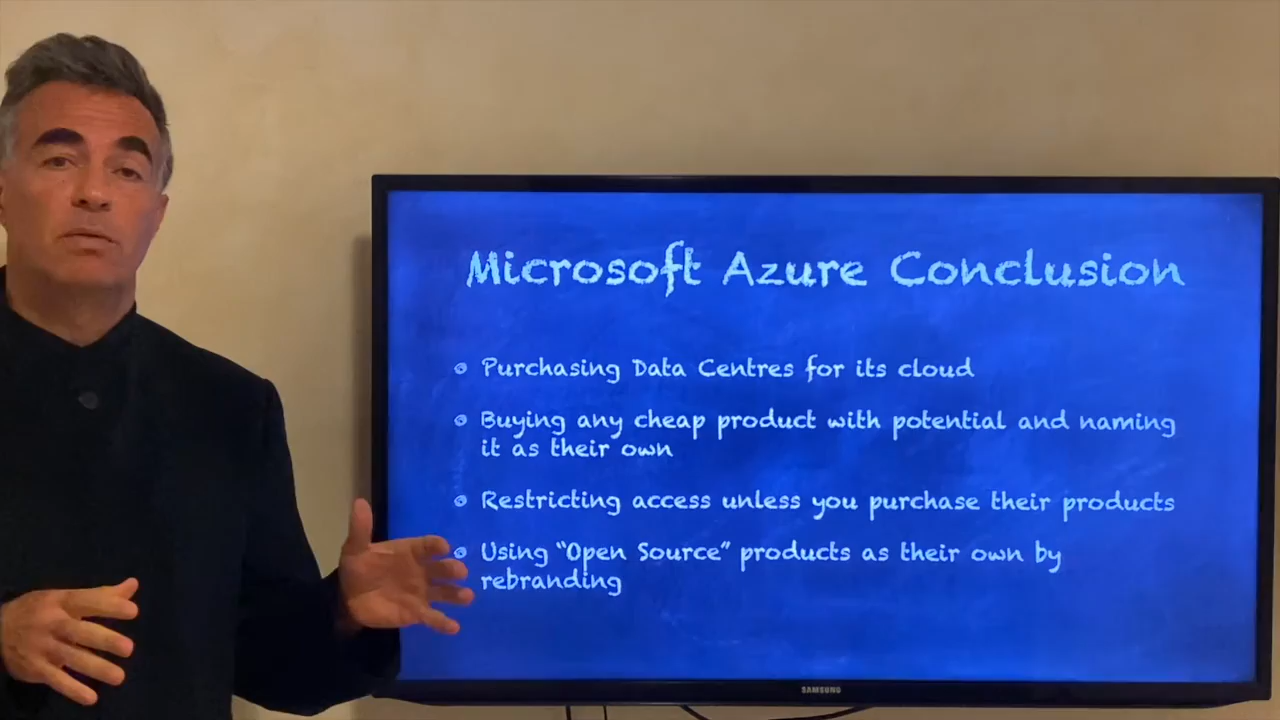 Microsoft Azure Conclusion
Purchasing Data Centres for its cloud
Buying any cheap product with potential and naming
it as their own
Restricting access unless you purchase their products
Using “Open Source” products as their own by
rebranding
SAMSUNG